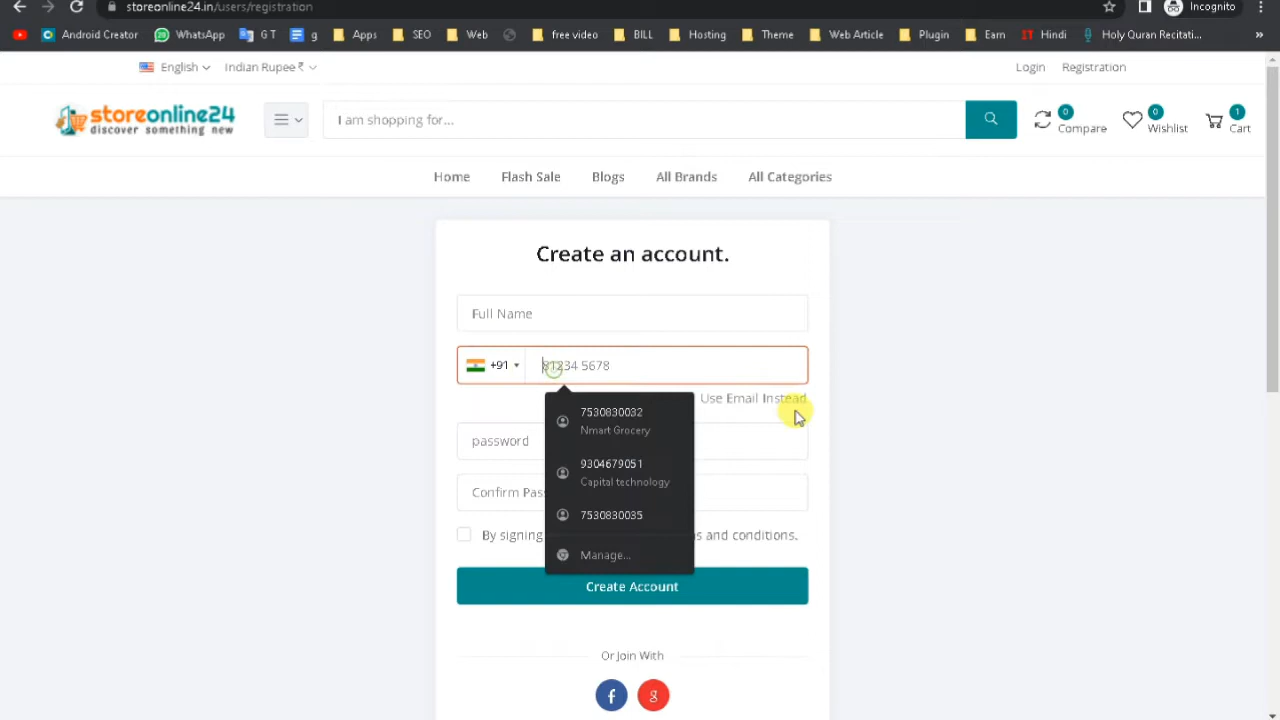 storeonline24.in/users/registration
Incognito
Android Creator WhatsApp G T g Apps SEO Web free video BILL Hosting Theme Web Article Plugin Earn Hindi Holy Quran Recitati... »
English Indian Rupee ₹ Login Registration
storeonline24
discover something new
I am shopping for...
0
Compare
0
Wishlist
1
Cart
Home Flash Sale Blogs All Brands All Categories
Create an account.
Full Name
+91 81234 5678
Use Email Instead
7530830032
Nmart Grocery
password
9304679051
Capital technology
Confirm Pas
7530830035
By signing s and conditions.
Manage...
Create Account
Or Join With
f g